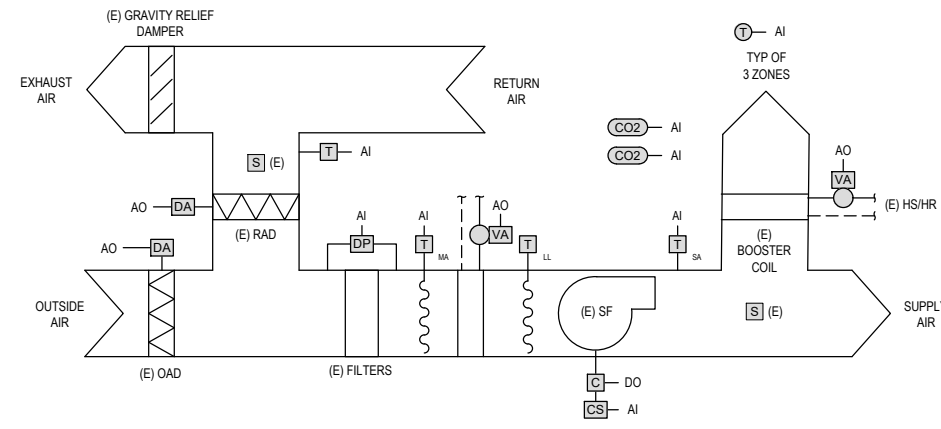 (E) GRAVITY RELIEF
DAMPER
EXHAUST
AIR
RETURN
AIR
T
AI
TYP OF
3 ZONES
CO2
AI
CO2
AI
S
(E)
T
AI
AO
DA
(E) RAD
AO
DA
AI
DP
AI
T
MA
AO
VA
T
LL
AI
T
SA
AO
VA
(E) HS/HR
(E)
BOOSTER
COIL
OUTSIDE
AIR
(E) SF
S
(E)
SUPPLY
AIR
(E) OAD
(E) FILTERS
C
DO
CS
AI